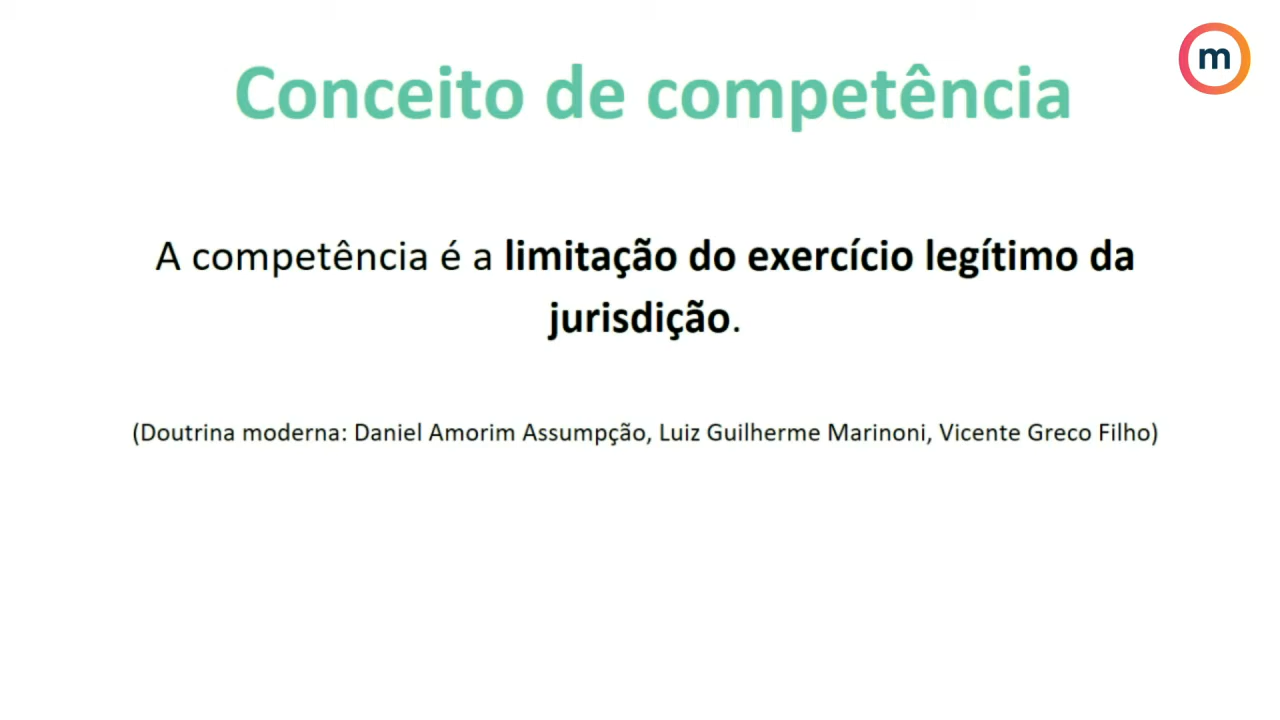 m
Conceito de competência
A competência é a limitação do exercício legítimo da
jurisdição.
(Doutrina moderna: Daniel Amorim Assumpção, Luiz Guilherme Marinoni, Vicente Greco Filho)